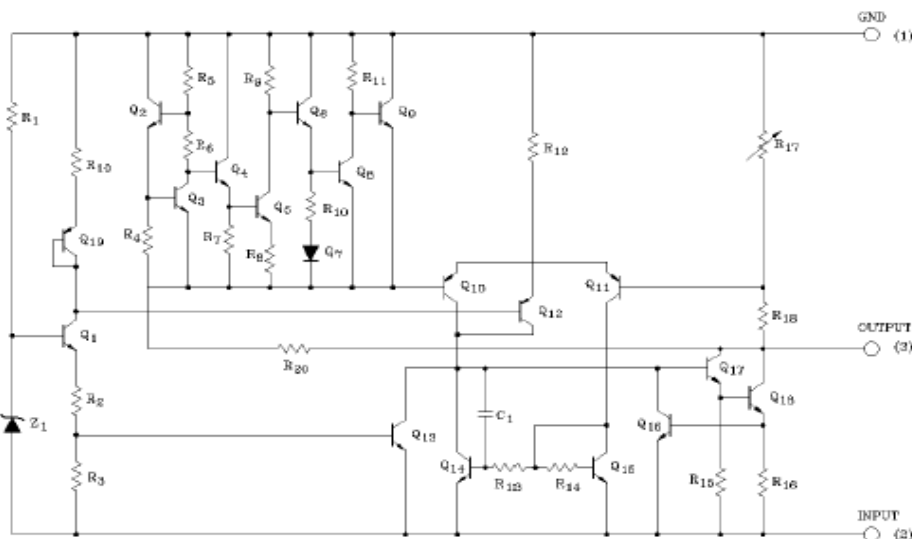 GND
(1)
R5
R9
R11
Q2
Q6
Q9
R1
R6
R12
R17
R10
Q4
Q8
Q3
Q5
R10
R4
R7
Q19
R8
Q7
Q10
Q11
Q12
R18
Q1
OUTPUT
(3)
R20
Q17
R2
C1
Q18
Z1
Q13
Q16
Q14
Q15
R3
R13
R14
R15
R16
INPUT
(2)